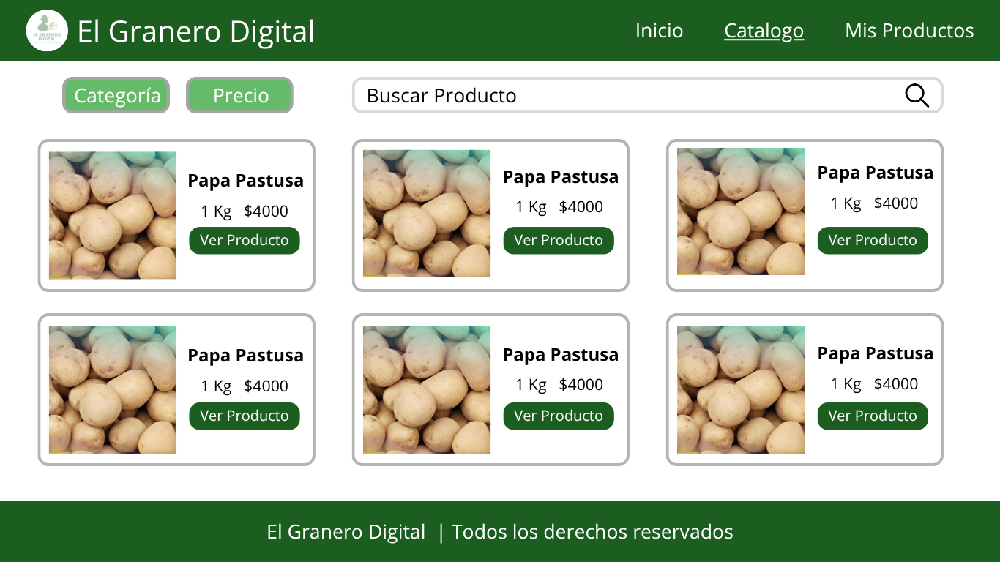 EL GRANERO
DIGITAL
El Granero Digital
Inicio
Catalogo
Mis Productos
Categoría
Precio
Buscar Producto
Papa Pastusa
1 Kg $4000
Ver Producto
Papa Pastusa
1 Kg $4000
Ver Producto
Papa Pastusa
1 Kg $4000
Ver Producto
Papa Pastusa
1 Kg $4000
Ver Producto
Papa Pastusa
1 Kg $4000
Ver Producto
Papa Pastusa
1 Kg $4000
Ver Producto
El Granero Digital | Todos los derechos reservados